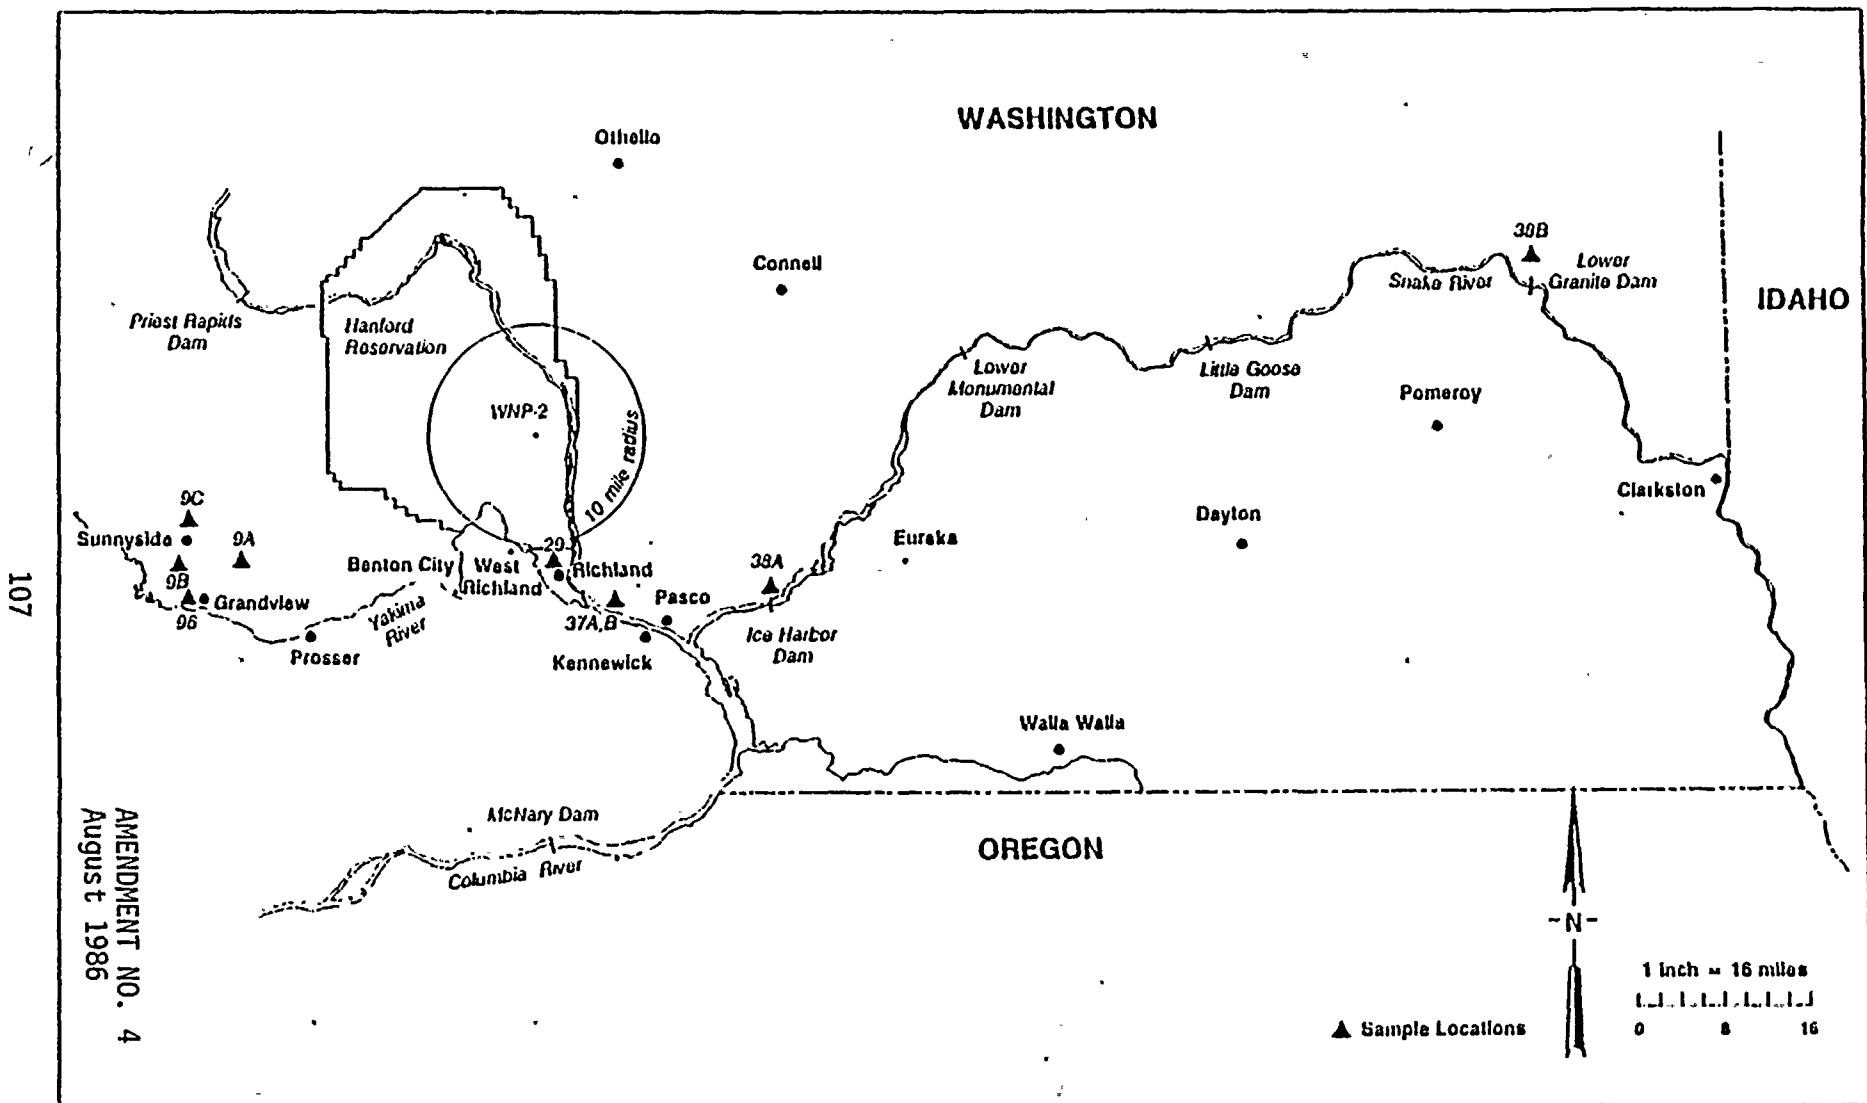 WASHINGTON
Othello
Connell
38B
Lower
Granite Dam
Snake River
IDAHO
Priest Rapids
Dam
Hanford
Reservation
WNP-2
10 mile radius
Lower
Monumental
Dam
Little Goose
Dam
Pomeroy
Clarkston
Dayton
Eureka
9C
Sunnyside
9A
9B
96
Grandview
Benton City
West
Richland
29
Richland
38A
Yakima
River
Prosser
37A,B
Pasco
Kennewick
Ice Harbor
Dam
Walla Walla
McNary Dam
Columbia River
OREGON
-N-
1 inch = 16 miles
0 8 16
Sample Locations
107
AMENDMENT NO. 4
August 1986